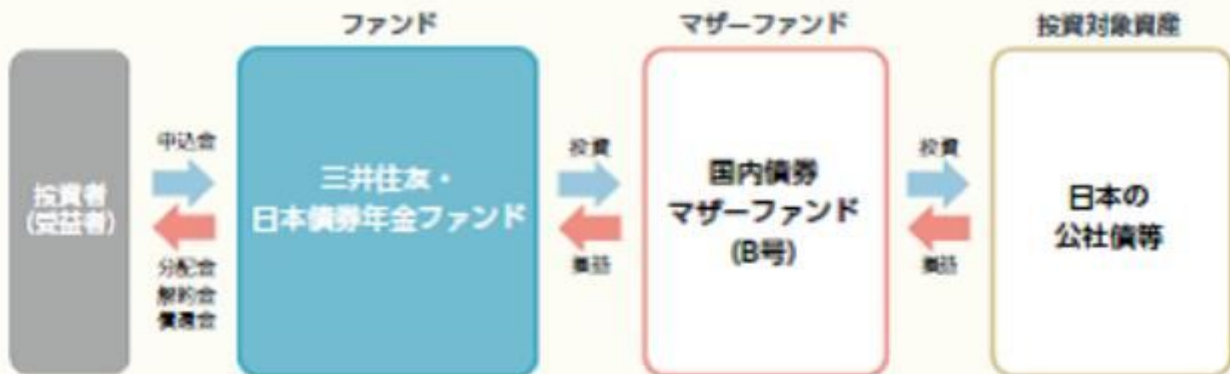 ファンド
マザーファンド
投資対象資産
投資者
(受益者)
申込金
分配金
解約金
償還金
三井住友・
日本債券年金ファンド
投資
損益
国内債券
マザーファンド
(B号)
投資
損益
日本の
公社債等